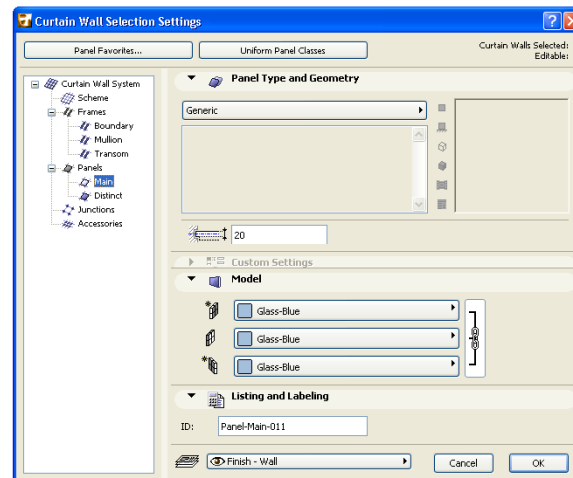 Curtain Wall Selection Settings
Panel Favorites...
Uniform Panel Classes
Curtain Walls Selected:
Editable:
Curtain Wall System
Scheme
Frames
Boundary
Mullion
Transom
Panels
Main
Distinct
Junctions
Accessories
Panel Type and Geometry
Generic
20
Custom Settings
Model
Glass-Blue
Glass-Blue
Glass-Blue
Listing and Labeling
ID: Panel-Main-011
Finish - Wall
Cancel
OK